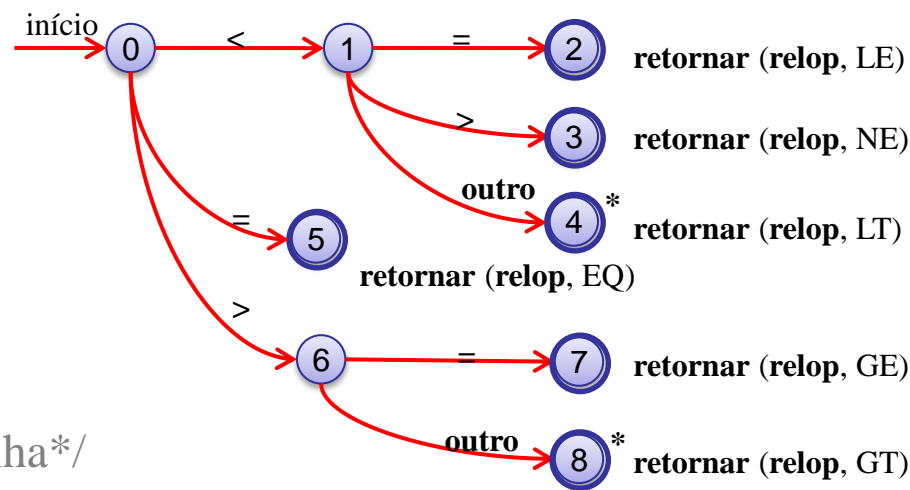 início
0 < 1 = 2 retornar (relop, LE)
> 3 retornar (relop, NE)
outro 4 * retornar (relop, LT)
= 5
retornar (relop, EQ)
>
6 = 7 retornar (relop, GE)
outro 8 * retornar (relop, GT)
ha*/